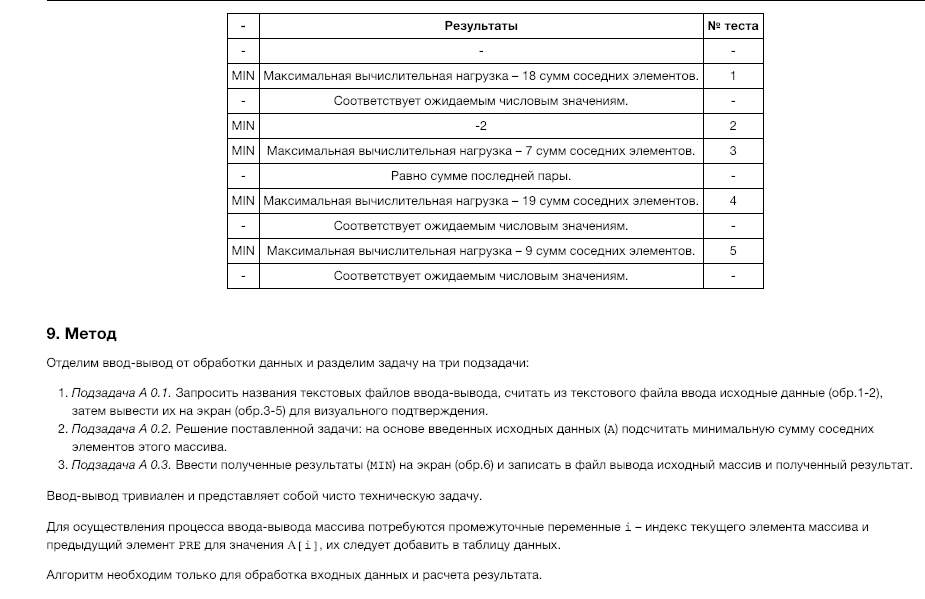 - Результаты № теста
- - -
MIN Максимальная вычислительная нагрузка – 18 сумм соседних элементов. 1
- Соответствует ожидаемым числовым значениям. -
MIN -2 2
MIN Максимальная вычислительная нагрузка – 7 сумм соседних элементов. 3
- Равно сумме последней пары. -
MIN Максимальная вычислительная нагрузка – 19 сумм соседних элементов. 4
- Соответствует ожидаемым числовым значениям. -
MIN Максимальная вычислительная нагрузка – 9 сумм соседних элементов. 5
- Соответствует ожидаемым числовым значениям. -
9. Метод
Отделим ввод-вывод от обработки данных и разделим задачу на три подзадачи:
1. Подзадача А 0.1. Запросить названия текстовых файлов ввода-вывода, считать из текстового файла ввода исходные данные (обр.1-2),
затем вывести их на экран (обр.3-5) для визуального подтверждения.
2. Подзадача А 0.2. Решение поставленной задачи: на основе введенных исходных данных (A) подсчитать минимальную сумму соседних
элементов этого массива.
3. Подзадача А 0.3. Ввести полученные результаты (MIN) на экран (обр.6) и записать в файл вывода исходный массив и полученный результат.
Ввод-вывод тривиален и представляет собой чисто техническую задачу.
Для осуществления процесса ввода-вывода массива потребуются промежуточные переменные i – индекс текущего элемента массива и
предыдущий элемент PRE для значения A[i], их следует добавить в таблицу данных.
Алгоритм необходим только для обработка входных данных и расчета результата.